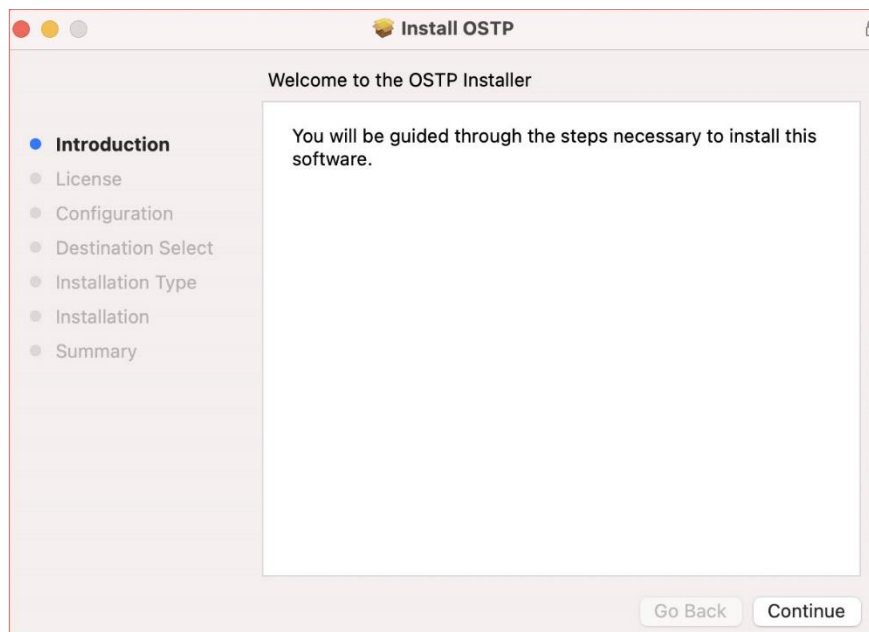 Install OSTP
Welcome to the OSTP Installer
Introduction
License
Configuration
Destination Select
Installation Type
Installation
Summary
You will be guided through the steps necessary to install this
software.
Go Back
Continue